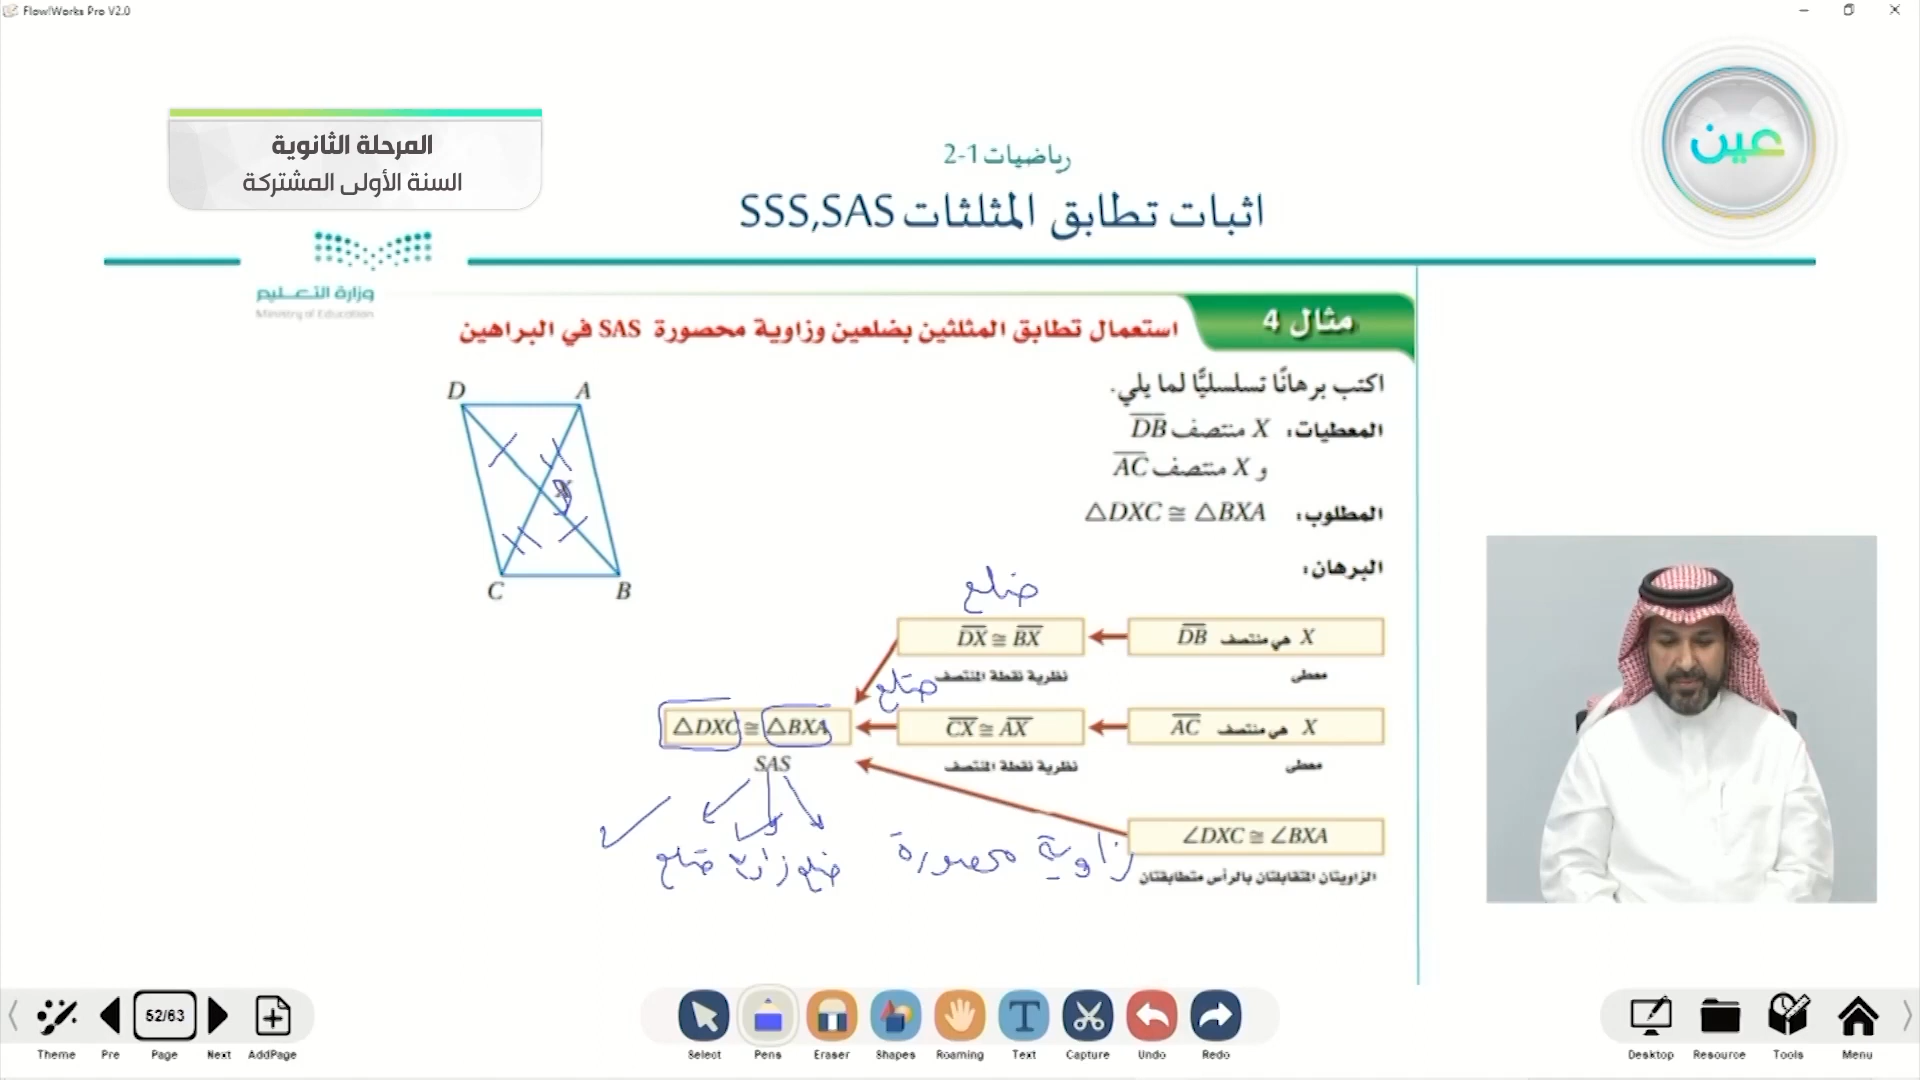 Flow!Works Pro V2.0
المرحلة الثانوية
السنة الأولى المشتركة
عين
رياضيات 1-2
اثبات تطابق المثلثات SSS,SAS
وزارة التعليم
Ministry of Education
مثال 4
استعمال تطابق المثلثين بضلعين وزاوية محصورة SAS في البراهين
اكتب برهانًا تسلسليًّا لما يلي.
المعطيات: X منتصف DB
و X منتصف AC
المطلوب: △DXC ≅ △BXA
البرهان:
D
A
C
B
ضلع
X هي منتصف DB
معطى
DX ≅ BX
نظرية نقطة المنتصف
ضلع
X هي منتصف AC
معطى
CX ≅ AX
نظرية نقطة المنتصف
△DXC ≅ △BXA
SAS
∠DXC ≅ ∠BXA
الزاويتان المتقابلتان بالرأس متطابقتان
زاوية محصورة
ضلع زاوية ضلع
52/63
Theme
Pre
Page
Next
AddPage
Select
Pens
Eraser
Shapes
Roaming
Text
Capture
Undo
Redo
Desktop
Resource
Tools
Menu